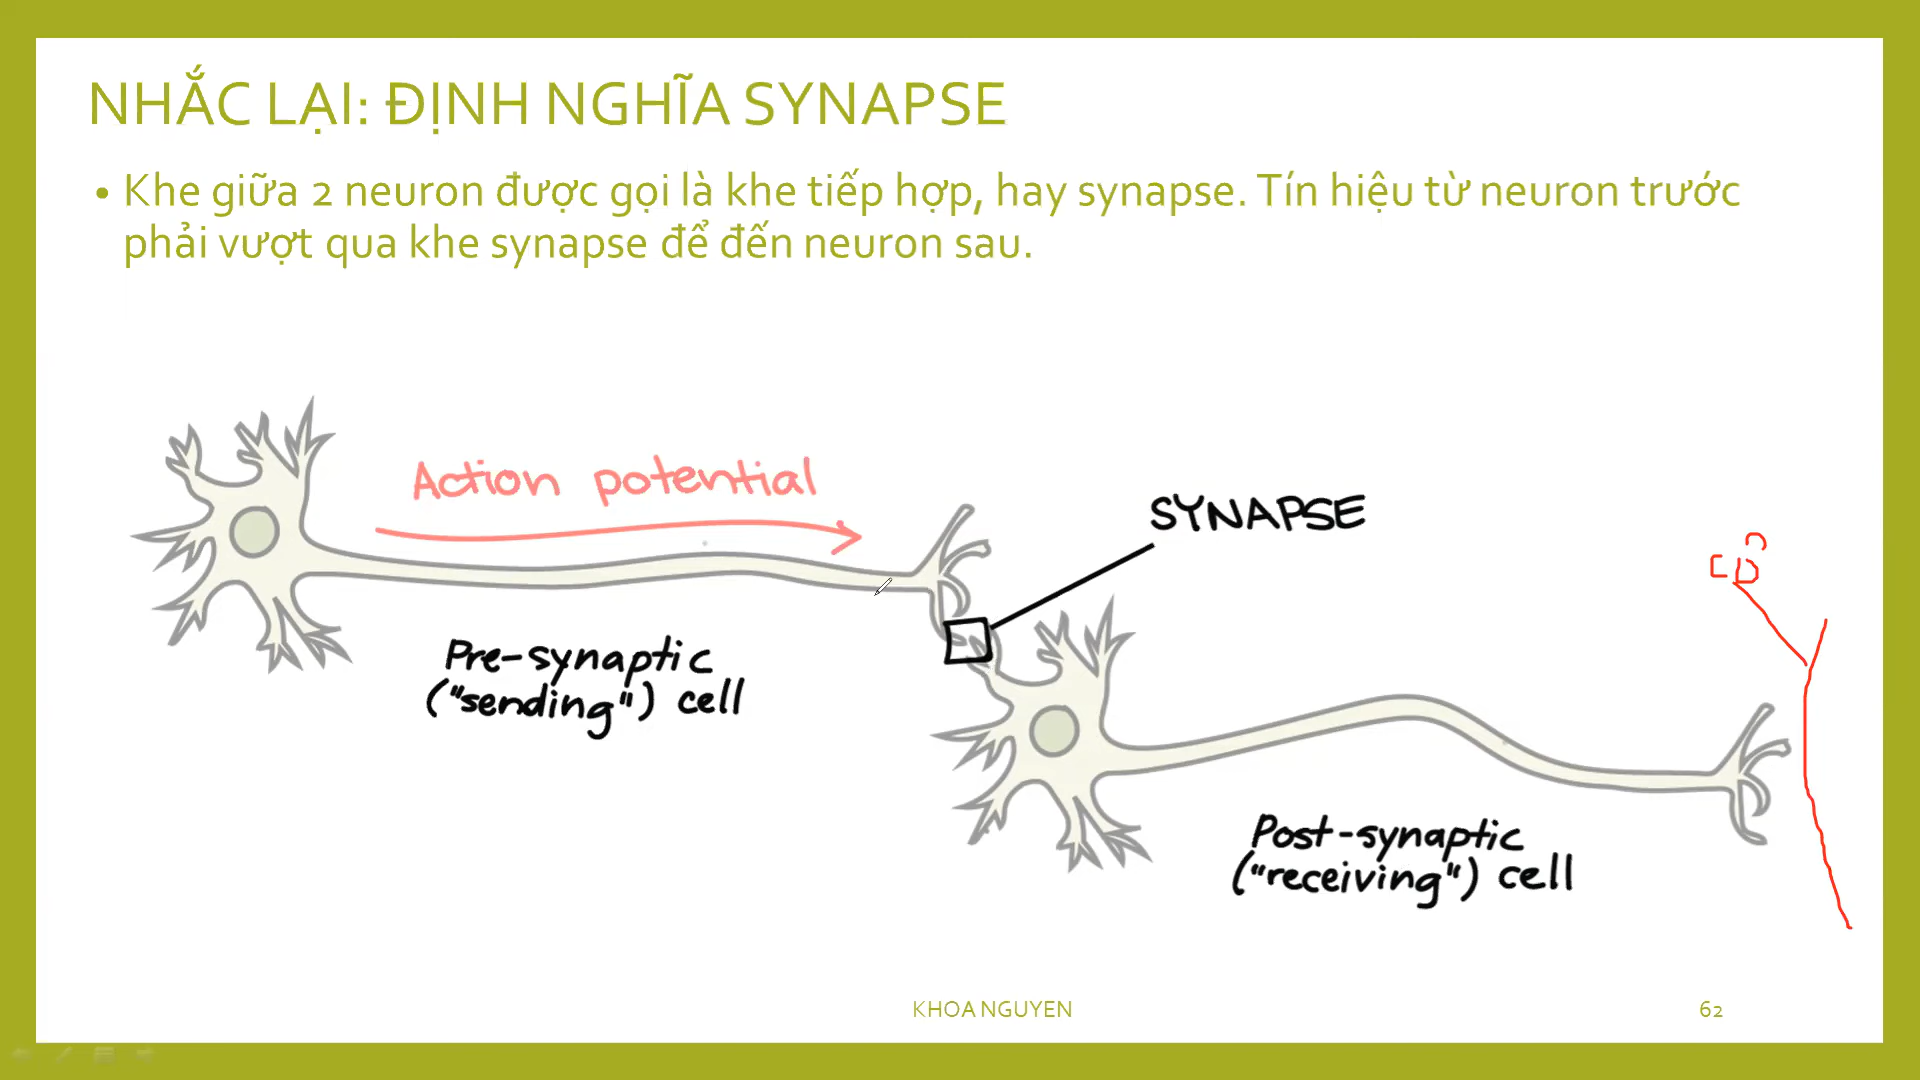 NHẮC LẠI: ĐỊNH NGHĨA SYNAPSE
• Khe giữa 2 neuron được gọi là khe tiếp hợp, hay synapse. Tín hiệu từ neuron trước
phải vượt qua khe synapse để đến neuron sau.
Action potential
SYNAPSE
Pre-synaptic
("sending") cell
Post-synaptic
("receiving") cell
KHOA NGUYEN
62